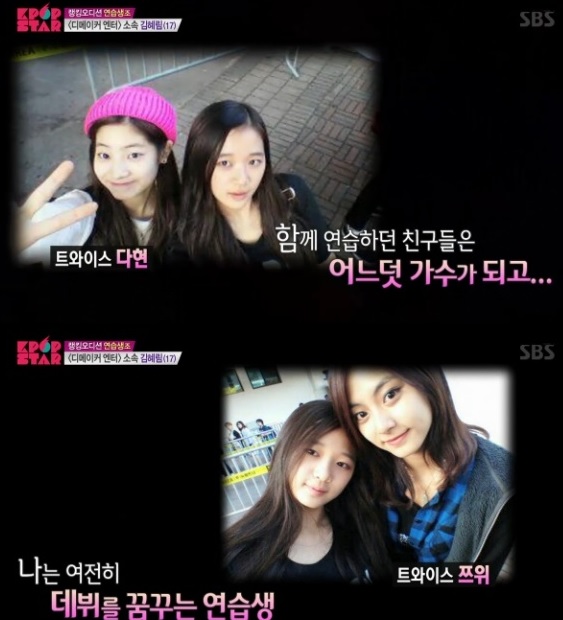 KPOP STAR
랭킹오디션 연습생조
<디메이커 엔터> 소속 김혜림(17)
SBS
트와이스 다현
함께 연습하던 친구들은
어느덧 가수가 되고...
KPOP STAR
랭킹오디션 연습생조
<디메이커 엔터> 소속 김혜림(17)
SBS
트와이스 쯔위
나는 여전히
데뷔를 꿈꾸는 연습생